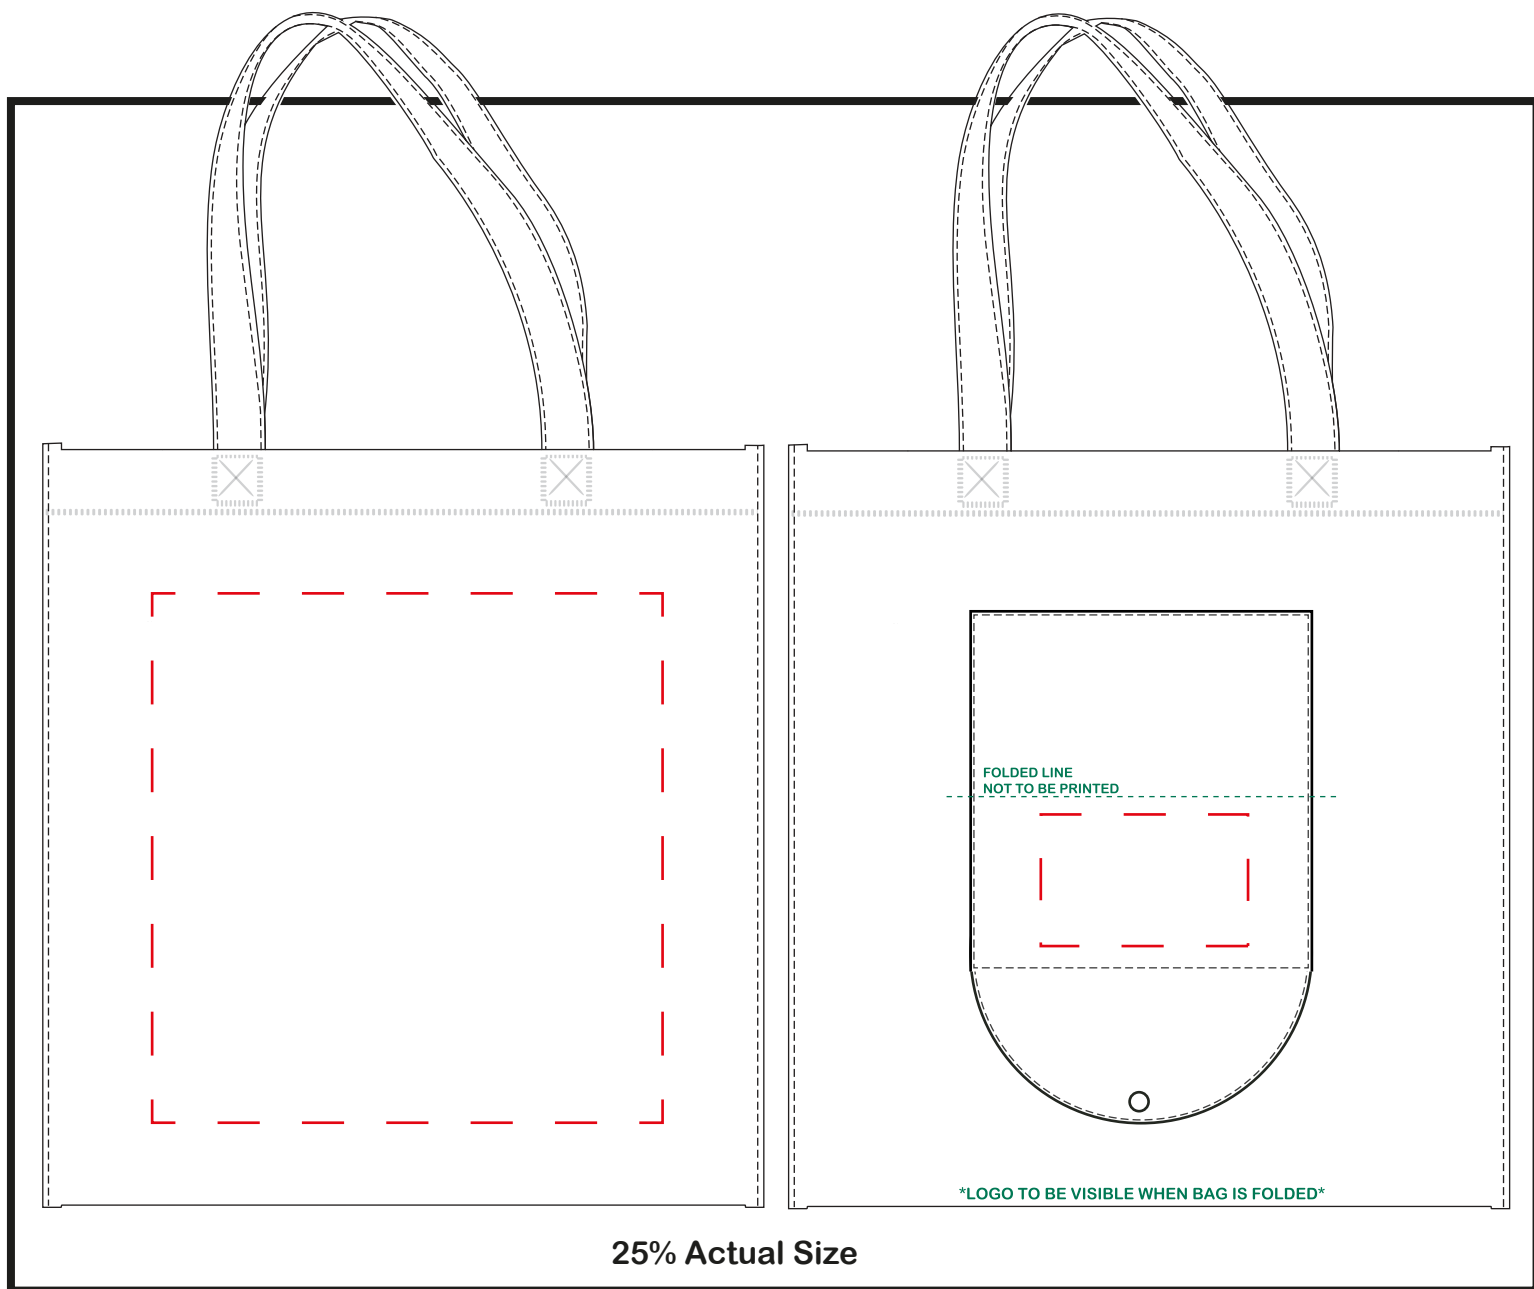 FOLDED LINE
NOT TO BE PRINTED
*LOGO TO BE VISIBLE WHEN BAG IS FOLDED*
25% Actual Size